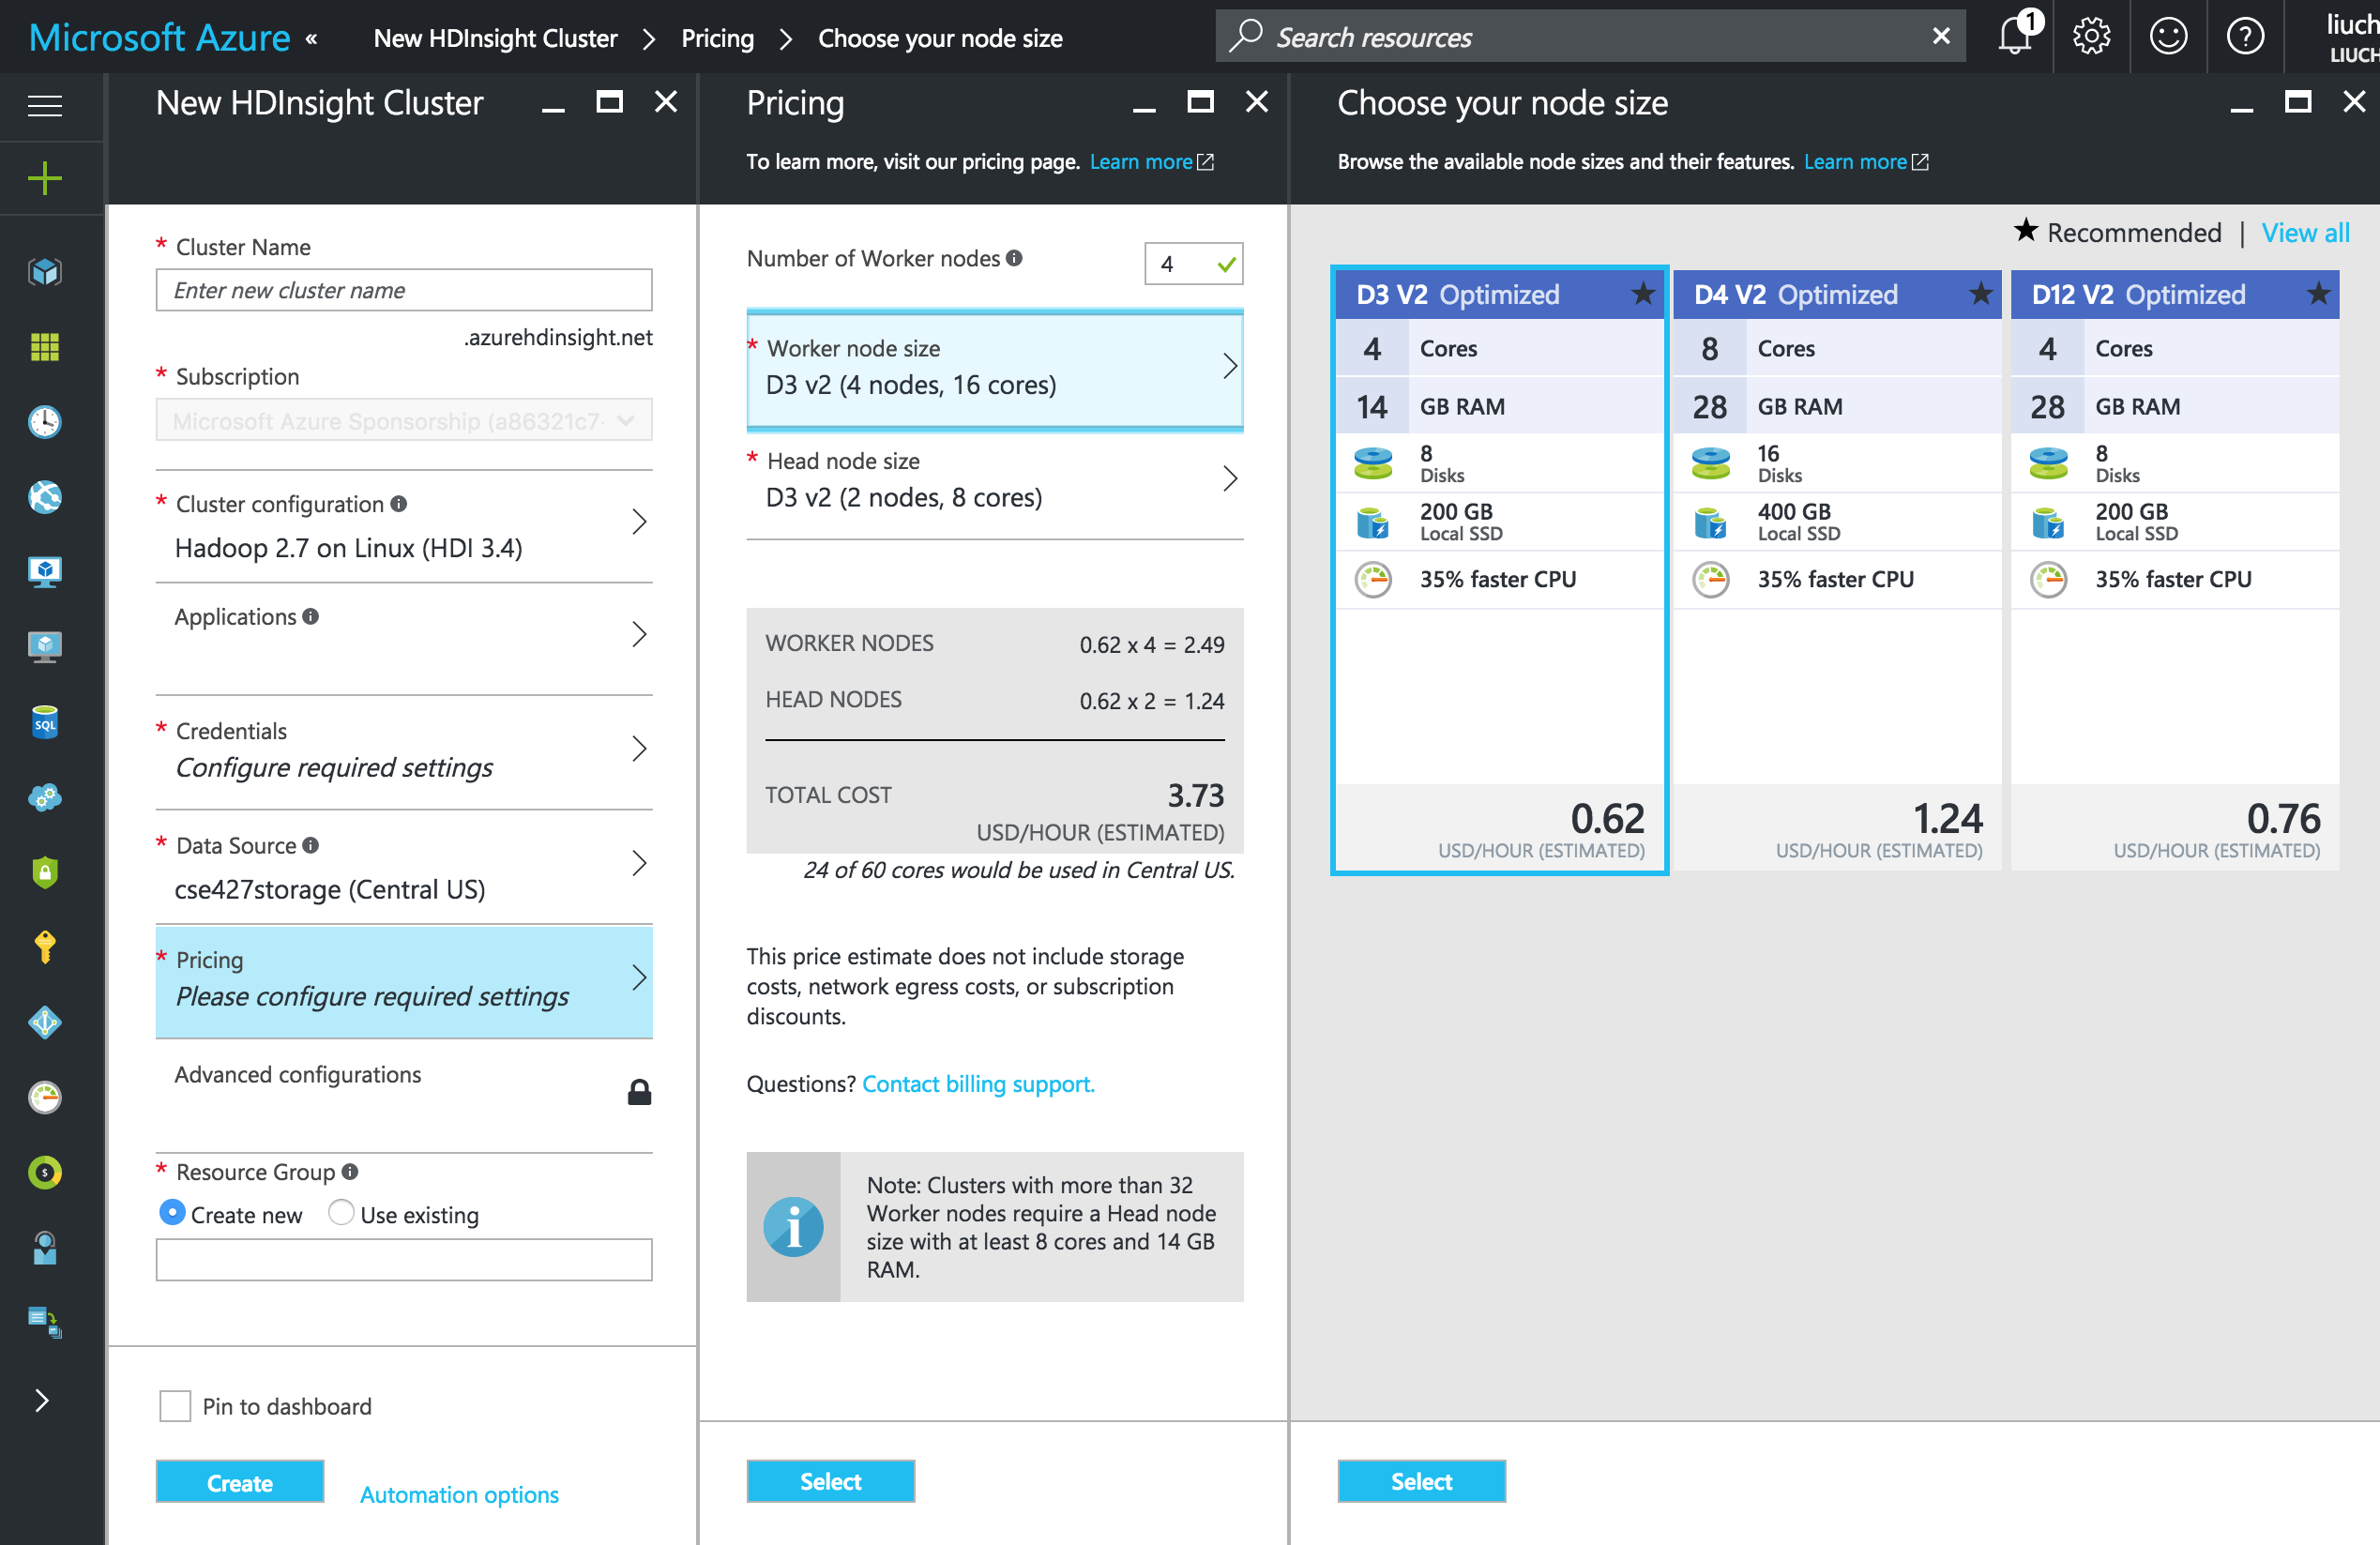 Microsoft Azure «
New HDInsight Cluster > Pricing > Choose your node size
Search resources
1
liuch
LIUCH
New HDInsight Cluster
* Cluster Name
Enter new cluster name
.azurehdinsight.net
* Subscription
Microsoft Azure Sponsorship (a86321c7-
* Cluster configuration
Hadoop 2.7 on Linux (HDI 3.4)
Applications
* Credentials
Configure required settings
* Data Source
cse427storage (Central US)
* Pricing
Please configure required settings
Advanced configurations
* Resource Group
Create new Use existing
Pin to dashboard
Create
Automation options
Pricing
To learn more, visit our pricing page. Learn more
Number of Worker nodes 4
* Worker node size
D3 v2 (4 nodes, 16 cores)
* Head node size
D3 v2 (2 nodes, 8 cores)
WORKER NODES 0.62 x 4 = 2.49
HEAD NODES 0.62 x 2 = 1.24
TOTAL COST 3.73
USD/HOUR (ESTIMATED)
24 of 60 cores would be used in Central US.
This price estimate does not include storage
costs, network egress costs, or subscription
discounts.
Questions? Contact billing support.
Note: Clusters with more than 32
Worker nodes require a Head node
size with at least 8 cores and 14 GB
RAM.
Select
Choose your node size
Browse the available node sizes and their features. Learn more
★ Recommended | View all
D3 V2 Optimized ★
4 Cores
14 GB RAM
8
Disks
200 GB
Local SSD
35% faster CPU
0.62
USD/HOUR (ESTIMATED)
D4 V2 Optimized ★
8 Cores
28 GB RAM
16
Disks
400 GB
Local SSD
35% faster CPU
1.24
USD/HOUR (ESTIMATED)
D12 V2 Optimized ★
4 Cores
28 GB RAM
8
Disks
200 GB
Local SSD
35% faster CPU
0.76
USD/HOUR (ESTIMATED)
Select
SQL